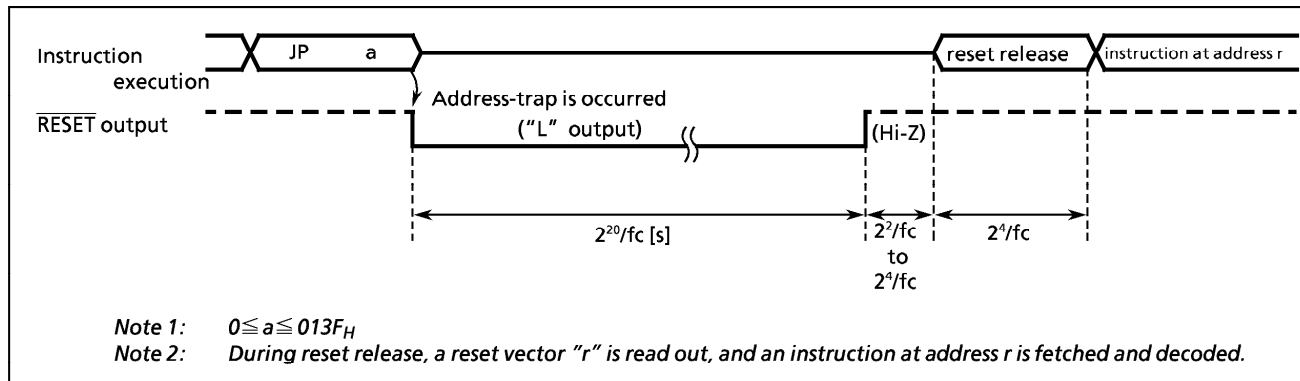 Instruction execution
JP a
reset release
instruction at address r
Address-trap is occurred
RESET output
("L" output)
(Hi-Z)
2²⁰/fc [s]
2²/fc
to
2⁴/fc
2⁴/fc
Note 1: 0≦a≦013F_H
Note 2: During reset release, a reset vector "r" is read out, and an instruction at address r is fetched and decoded.